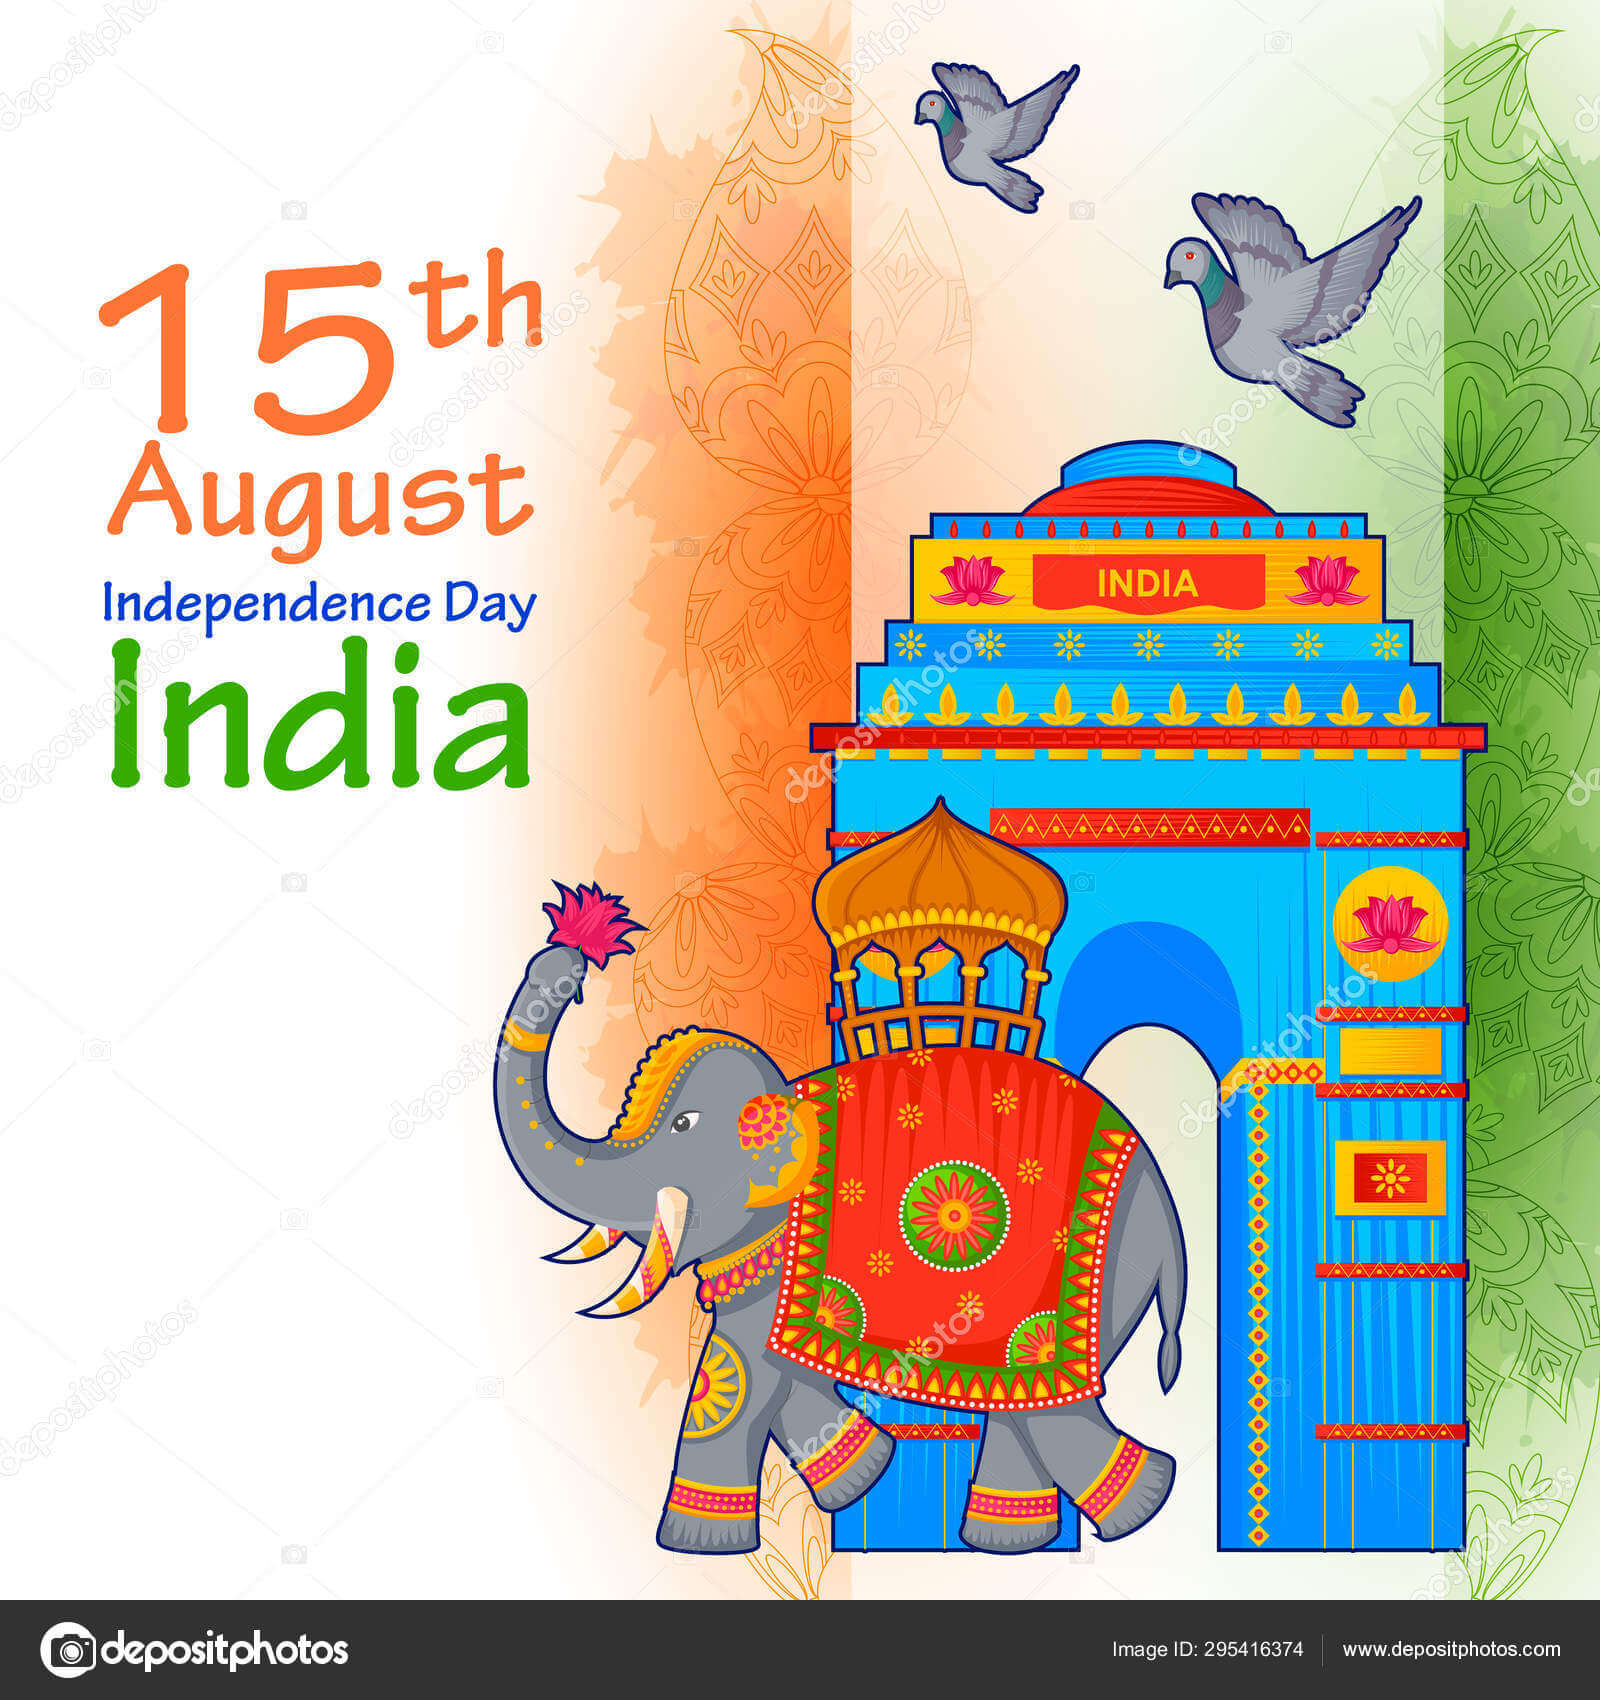 15th
August
Independence Day
India
INDIA
depositphotos
Image ID: 295416374
www.depositphotos.com